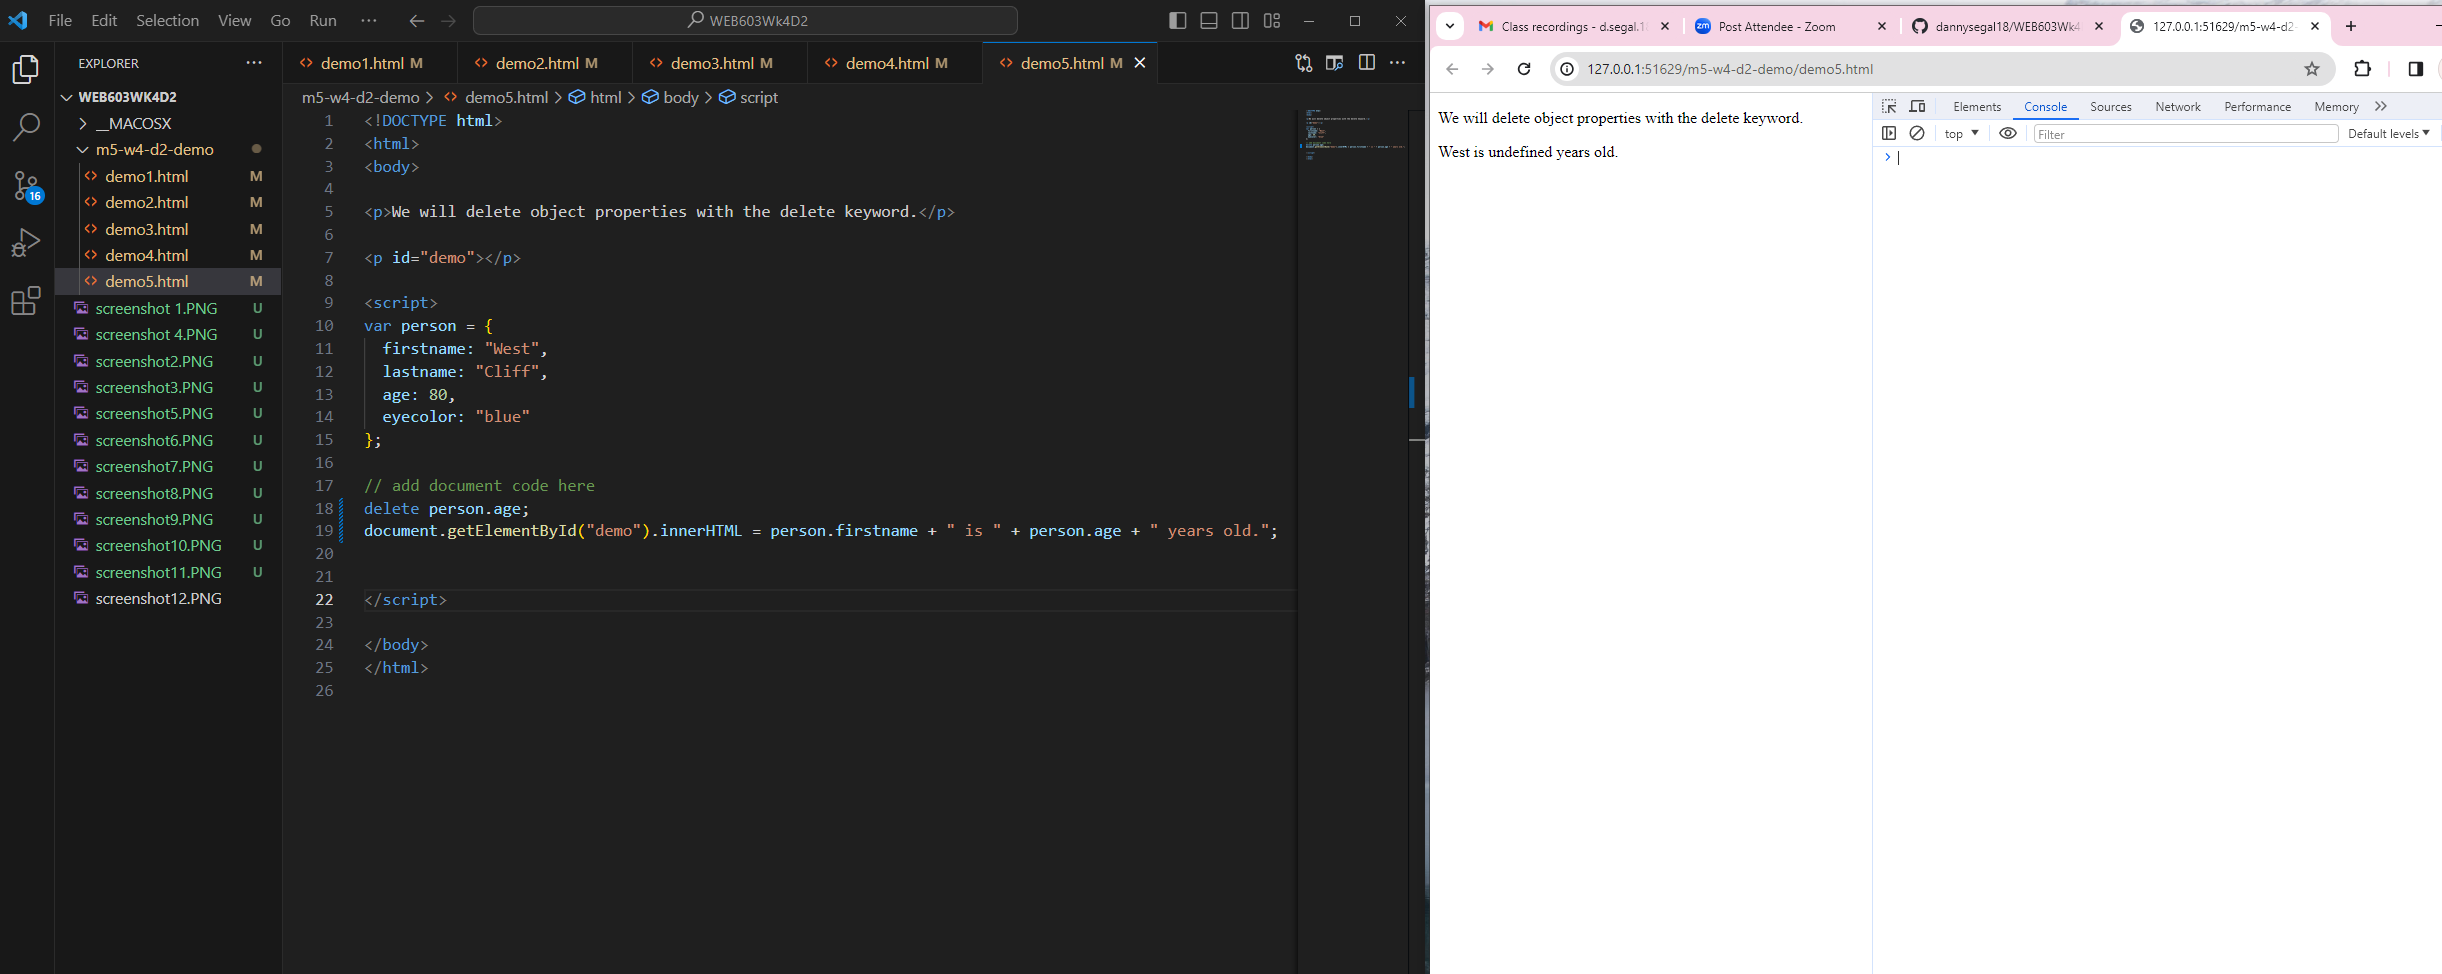 File Edit Selection View Go Run ··· WEB603Wk4D2
EXPLORER ···
WEB603WK4D2
__MACOSX
m5-w4-d2-demo
demo1.html M
demo2.html M
demo3.html M
demo4.html M
demo5.html M
screenshot 1.PNG U
screenshot 4.PNG U
screenshot2.PNG U
screenshot3.PNG U
screenshot5.PNG U
screenshot6.PNG U
screenshot7.PNG U
screenshot8.PNG U
screenshot9.PNG U
screenshot10.PNG U
screenshot11.PNG U
screenshot12.PNG
16
demo1.html M demo2.html M demo3.html M demo4.html M demo5.html M
m5-w4-d2-demo > demo5.html > html > body > script
1 <!DOCTYPE html>
2 <html>
3 <body>
4
5 <p>We will delete object properties with the delete keyword.</p>
6
7 <p id="demo"></p>
8
9 <script>
10 var person = {
11 firstname: "West",
12 lastname: "Cliff",
13 age: 80,
14 eyecolor: "blue"
15 };
16
17 // add document code here
18 delete person.age;
19 document.getElementById("demo").innerHTML = person.firstname + " is " + person.age + " years old.";
20
21
22 </script>
23
24 </body>
25 </html>
26
Class recordings - d.segal.1 zm Post Attendee - Zoom dannysegal18/WEB603Wk4 127.0.0.1:51629/m5-w4-d2-
127.0.0.1:51629/m5-w4-d2-demo/demo5.html
We will delete object properties with the delete keyword.
West is undefined years old.
Elements Console Sources Network Performance Memory
top Filter Default levels